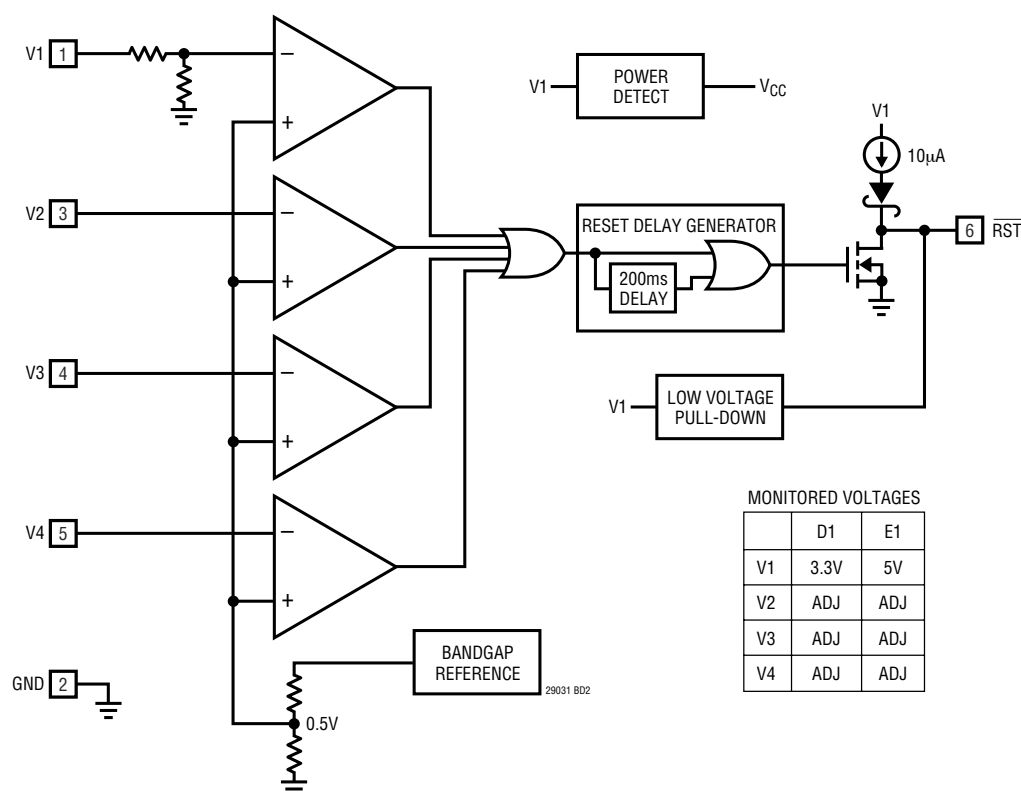 V1 1
−
+
POWER
DETECT
V1
VCC
V1
10µA
V2 3
−
+
RESET DELAY GENERATOR
200ms
DELAY
6 RST
V3 4
−
+
V1
LOW VOLTAGE
PULL-DOWN
V4 5
−
+
MONITORED VOLTAGES
D1 E1
V1 3.3V 5V
V2 ADJ ADJ
V3 ADJ ADJ
V4 ADJ ADJ
BANDGAP
REFERENCE
29031 BD2
GND 2
0.5V